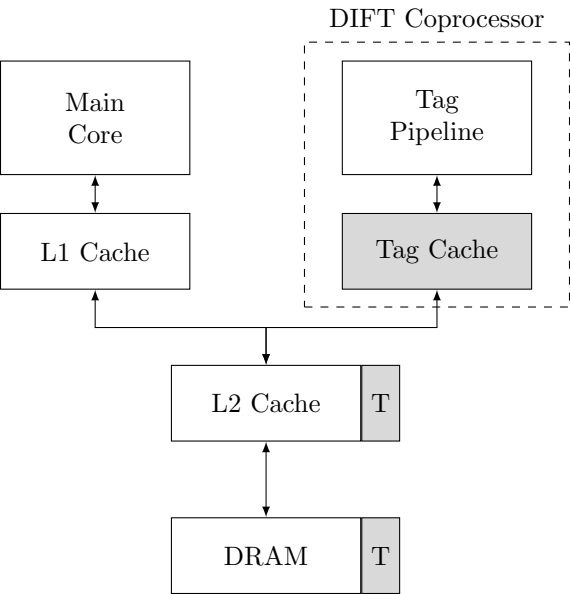 DIFT Coprocessor
Main
Core
Tag
Pipeline
L1 Cache
Tag Cache
L2 Cache
T
DRAM
T